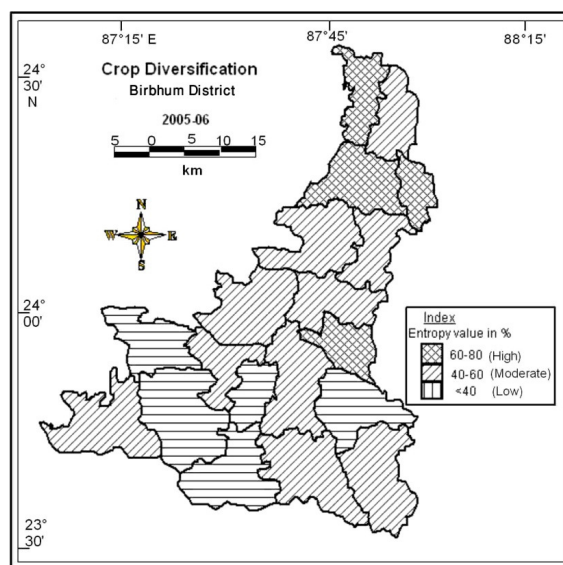 87°15' E 87°45' 88°15'
24°
30'
N
Crop Diversification
Birbhum District
2005-06
5 0 5 10 15
km
N
W E
S
24°
00'
Index
Entropy value in %
60-80 (High)
40-60 (Moderate)
<40 (Low)
23°
30'